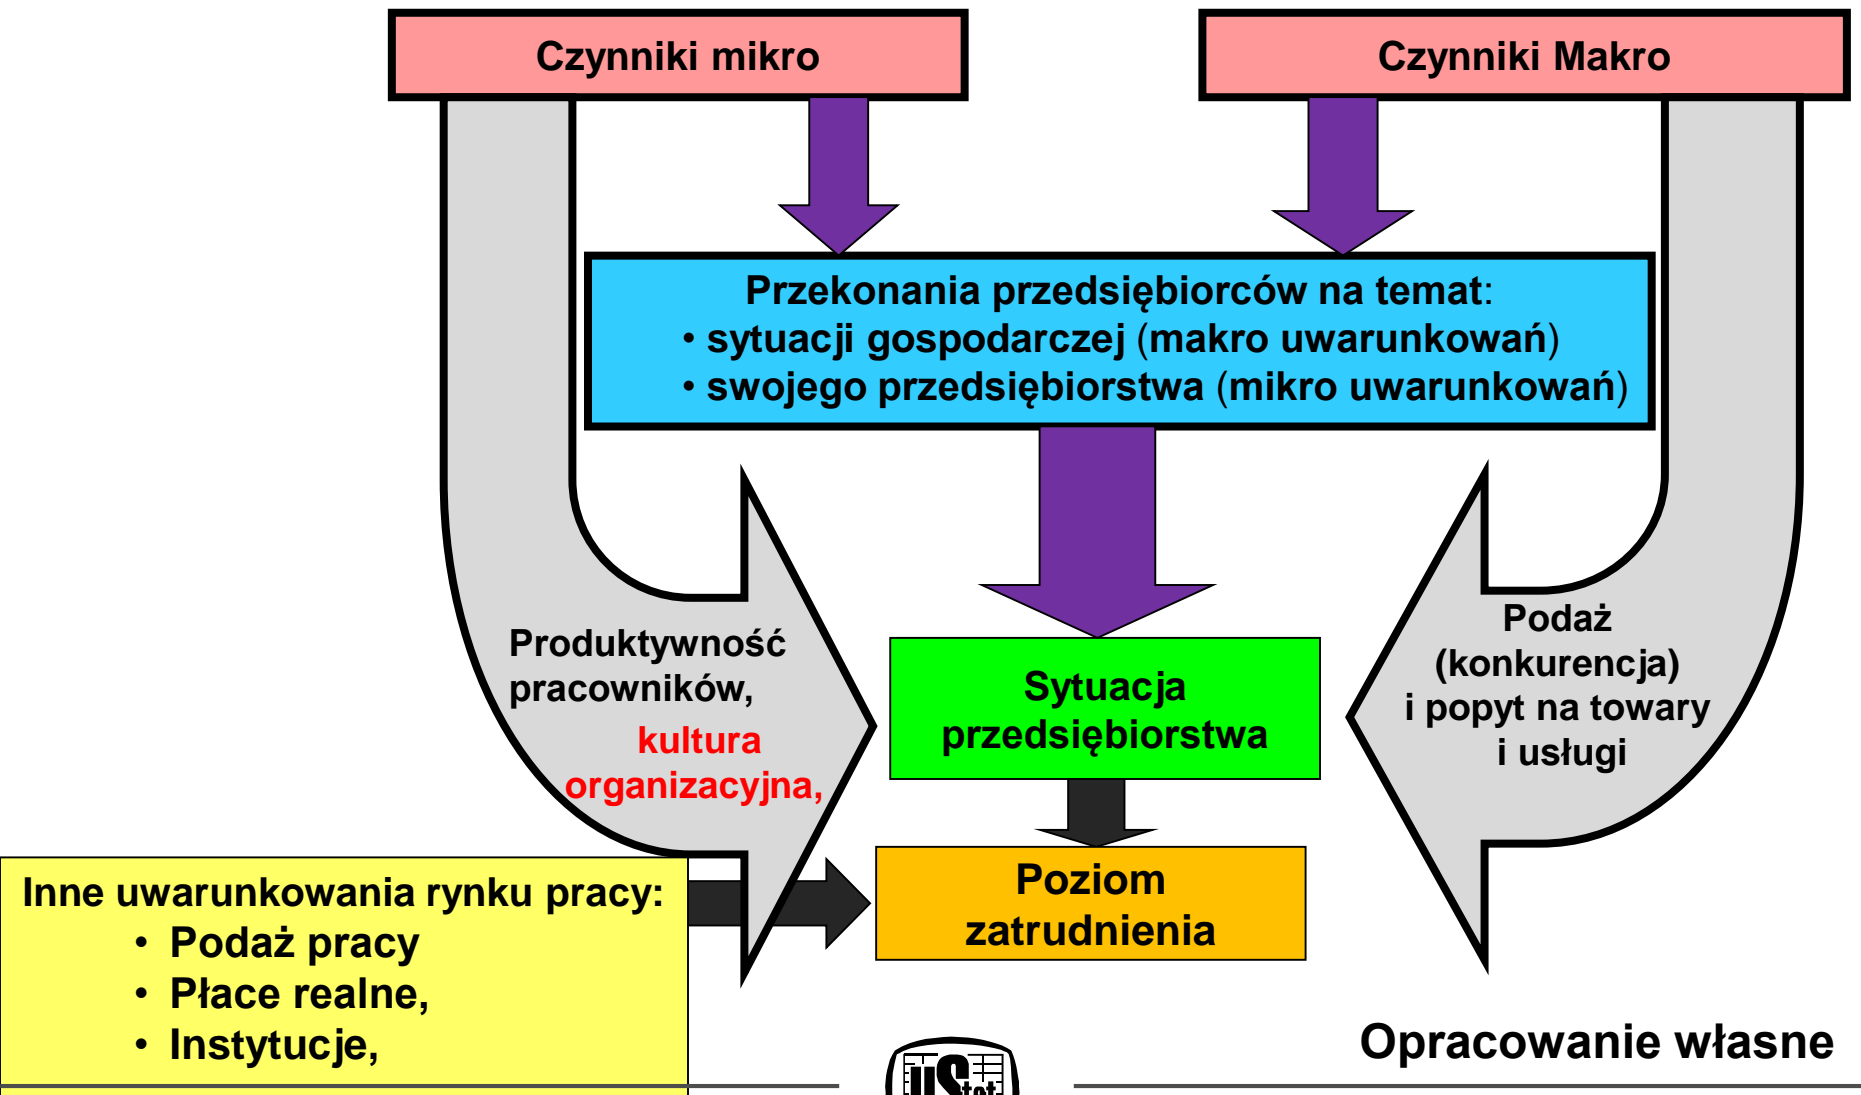 Czynniki mikro
Czynniki Makro
Przekonania przedsiębiorców na temat:
• sytuacji gospodarczej (makro uwarunkowań)
• swojego przedsiębiorstwa (mikro uwarunkowań)
Produktywność
pracowników,
kultura
organizacyjna,
Sytuacja
przedsiębiorstwa
Podaż
(konkurencja)
i popyt na towary
i usługi
Inne uwarunkowania rynku pracy:
• Podaż pracy
• Płace realne,
• Instytucje,
Poziom
zatrudnienia
Opracowanie własne